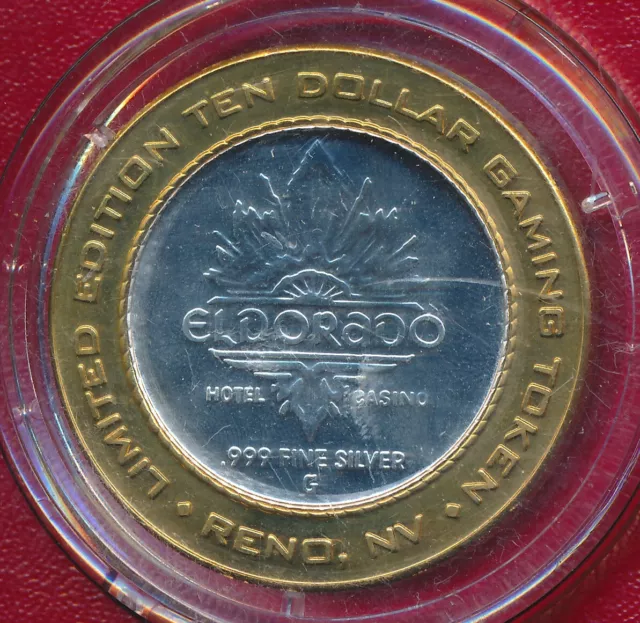 LIMITED EDITION TEN DOLLAR GAMING TOKEN
ELDORADO
HOTEL CASINO
.999 FINE SILVER
G
RENO, NV